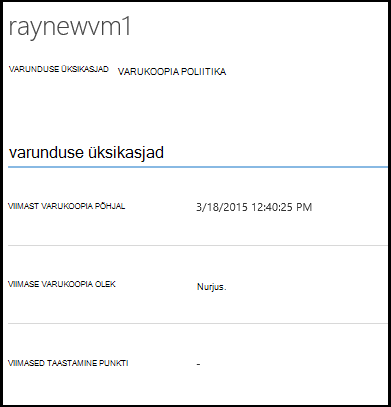 raynewvm1
VARUNDUSE ÜKSIKASJAD VARUKOOPIA POLIITIKA
varunduse üksikasjad
VIIMAST VARUKOOPIA PÕHJAL 3/18/2015 12:40:25 PM
VIIMASE VARUKOOPIA OLEK Nurjus.
VIIMASED TAASTAMINE PUNKTI -